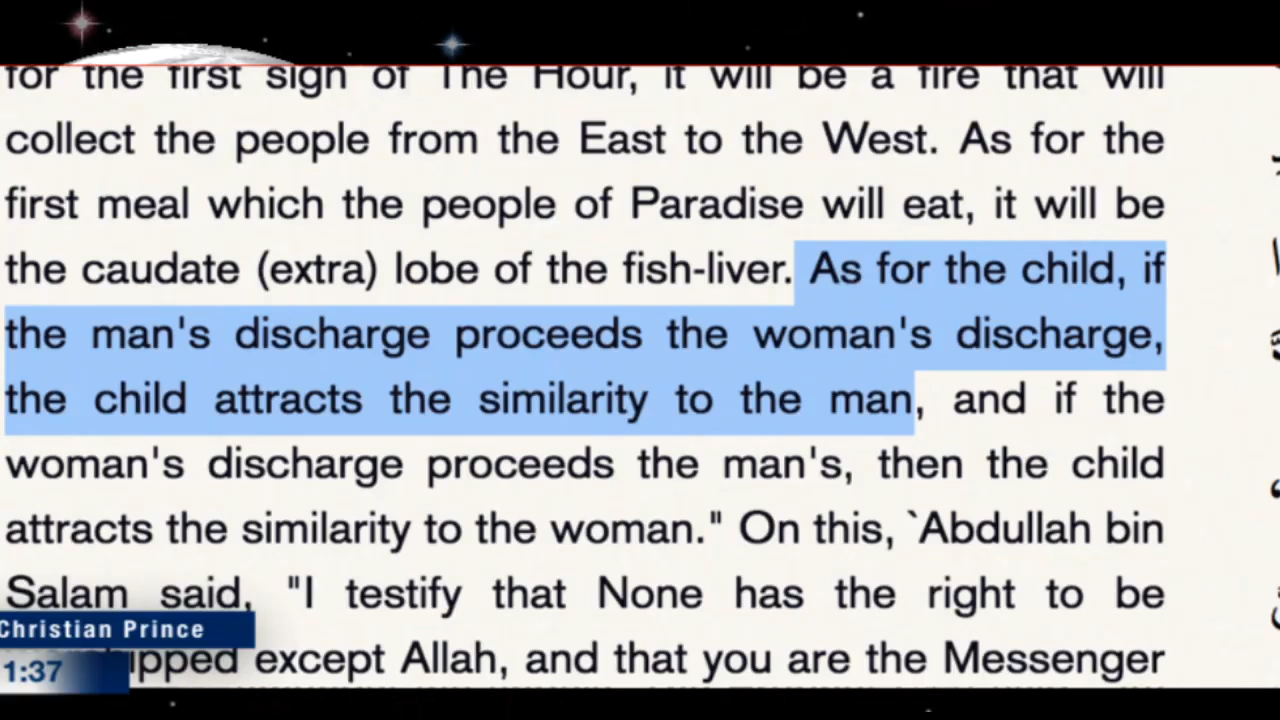 for the first sign of The Hour, it will be a fire that will
collect the people from the East to the West. As for the
first meal which the people of Paradise will eat, it will be
the caudate (extra) lobe of the fish-liver. As for the child, if
the man's discharge proceeds the woman's discharge,
the child attracts the similarity to the man, and if the
woman's discharge proceeds the man's, then the child
attracts the similarity to the woman." On this, `Abdullah bin
Salam said, "I testify that None has the right to be
Christian Prince
except Allah, and that you are the Messenger
1:37